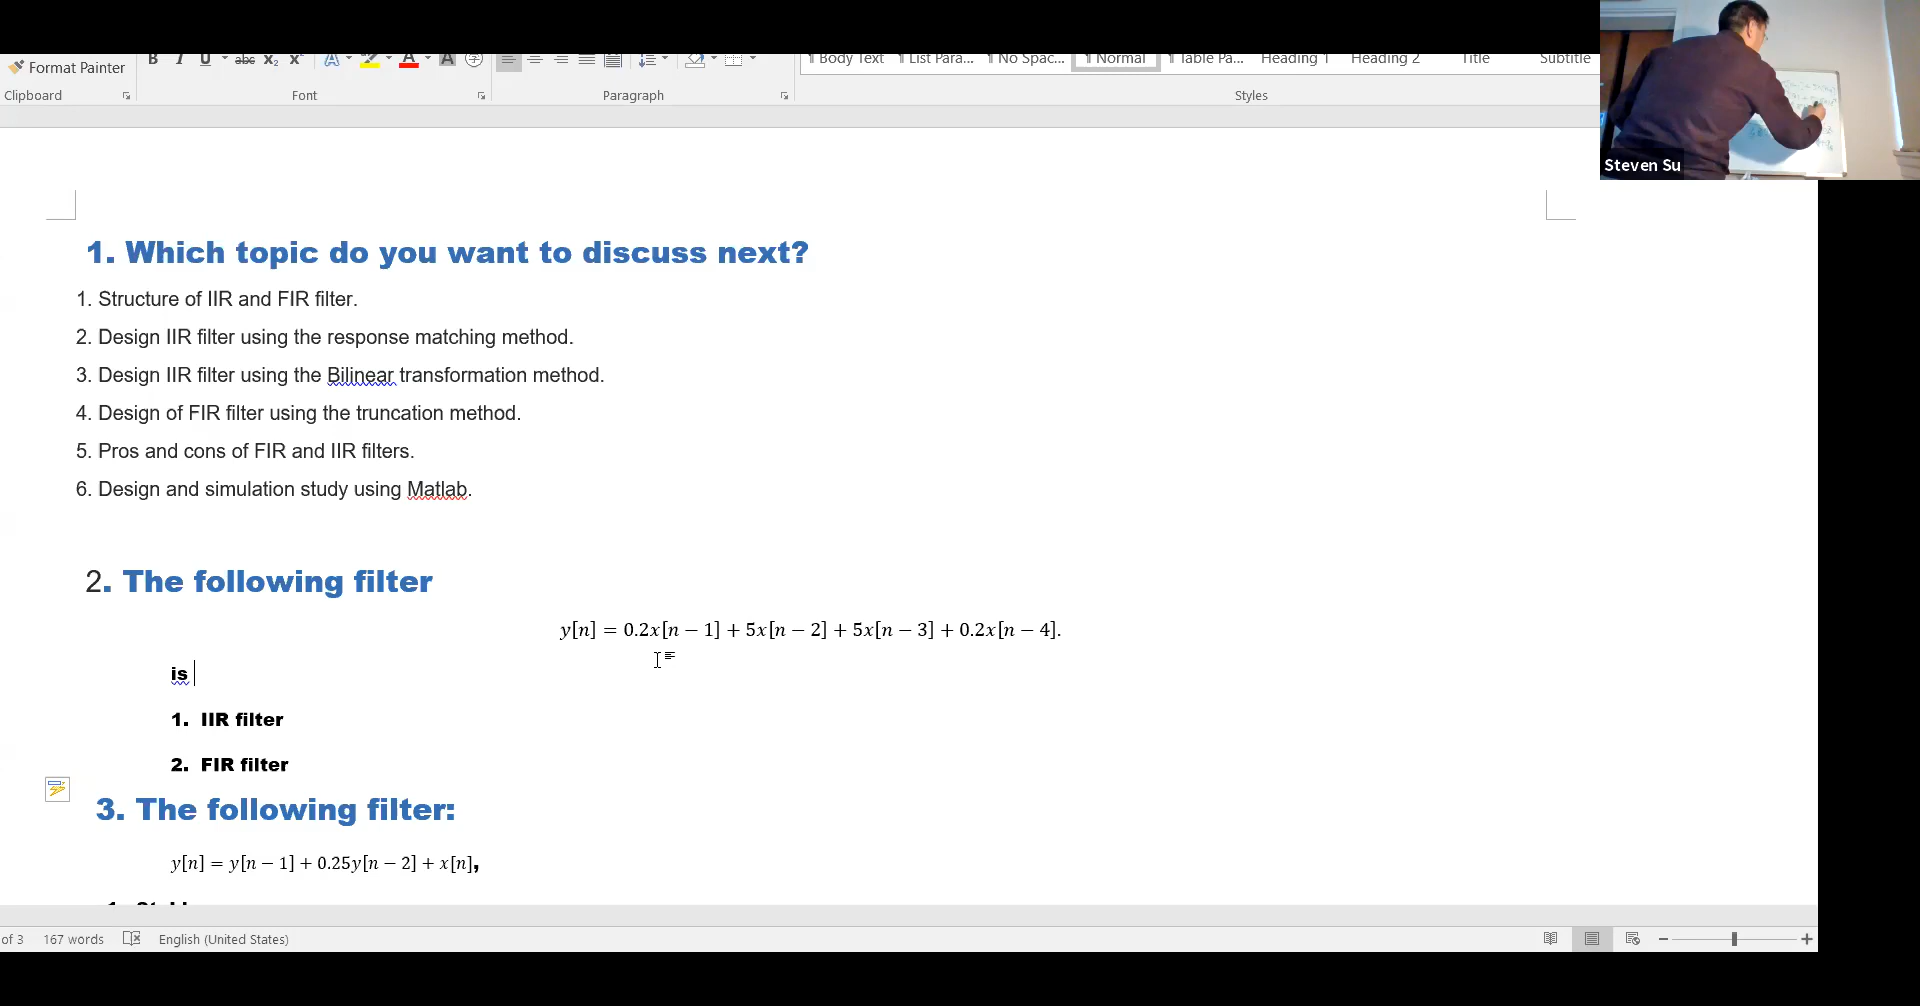 B I U abc x₂ x² A A A
Format Painter
¶ Body Text ¶ List Para... ¶ No Spac... ¶ Normal ¶ Table Pa... Heading 1 Heading 2 Title Subtitle
Clipboard Font Paragraph Styles
Steven Su
1. Which topic do you want to discuss next?
1. Structure of IIR and FIR filter.
2. Design IIR filter using the response matching method.
3. Design IIR filter using the Bilinear transformation method.
4. Design of FIR filter using the truncation method.
5. Pros and cons of FIR and IIR filters.
6. Design and simulation study using Matlab.
2. The following filter
y[n] = 0.2x[n − 1] + 5x[n − 2] + 5x[n − 3] + 0.2x[n − 4].
is
1. IIR filter
2. FIR filter
3. The following filter:
y[n] = y[n − 1] + 0.25y[n − 2] + x[n],
of 3 167 words English (United States)